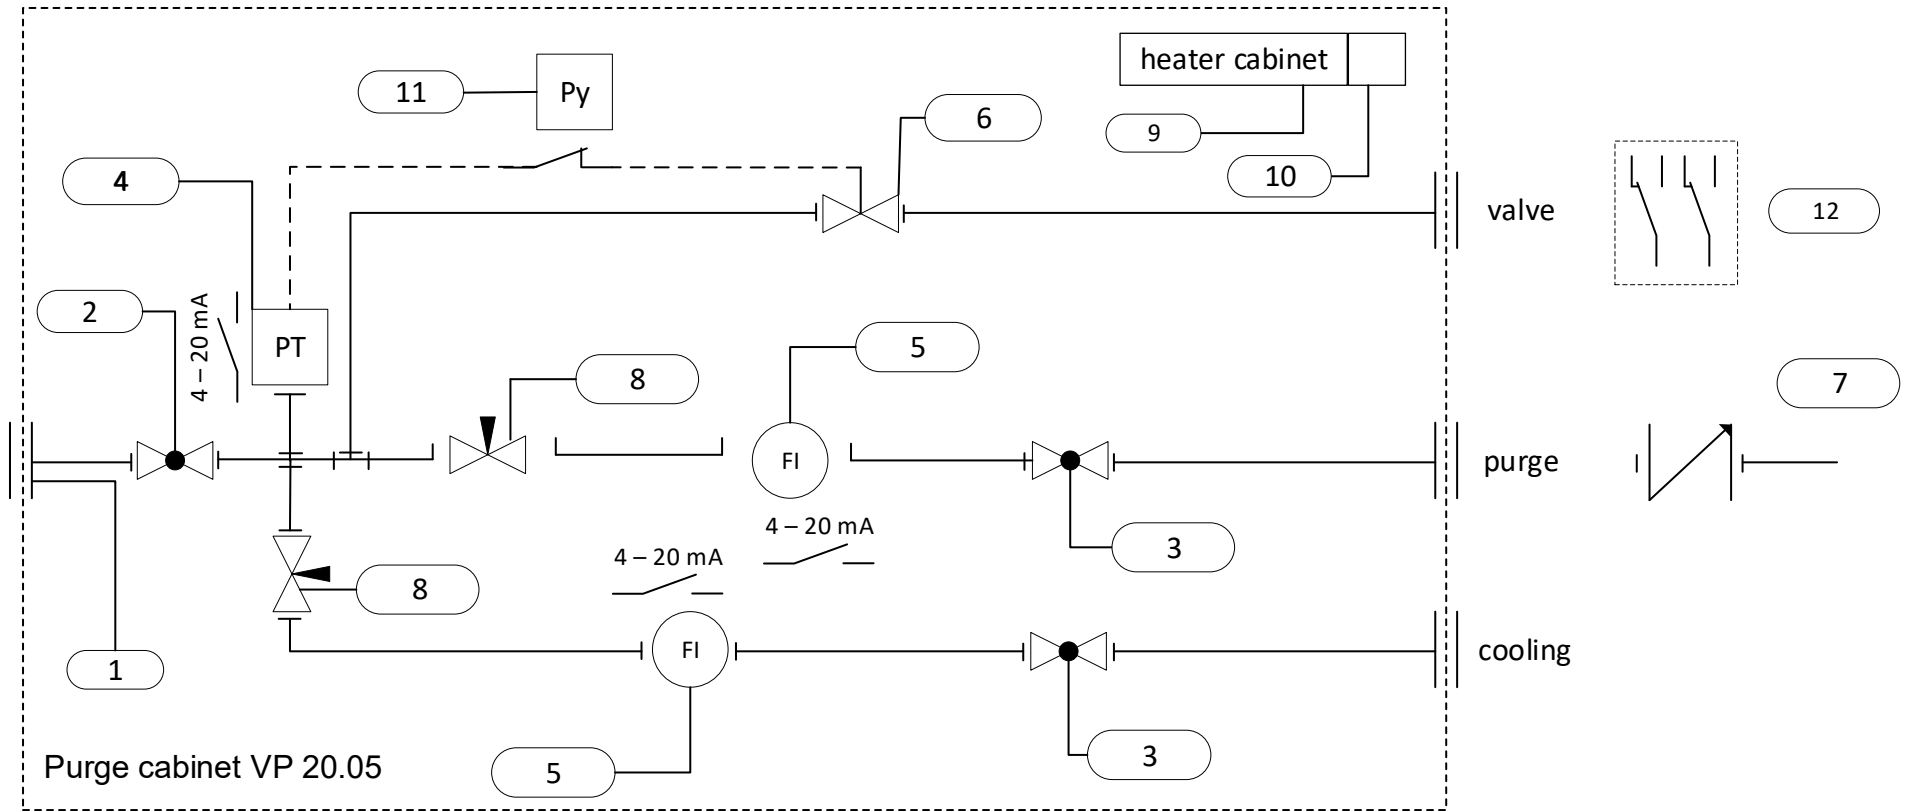 heater cabinet
11
Py
6
9
10
4
valve
12
2
4 – 20 mA
PT
5
8
7
FI
purge
4 – 20 mA
3
4 – 20 mA
8
FI
cooling
1
3
Purge cabinet VP 20.05
5